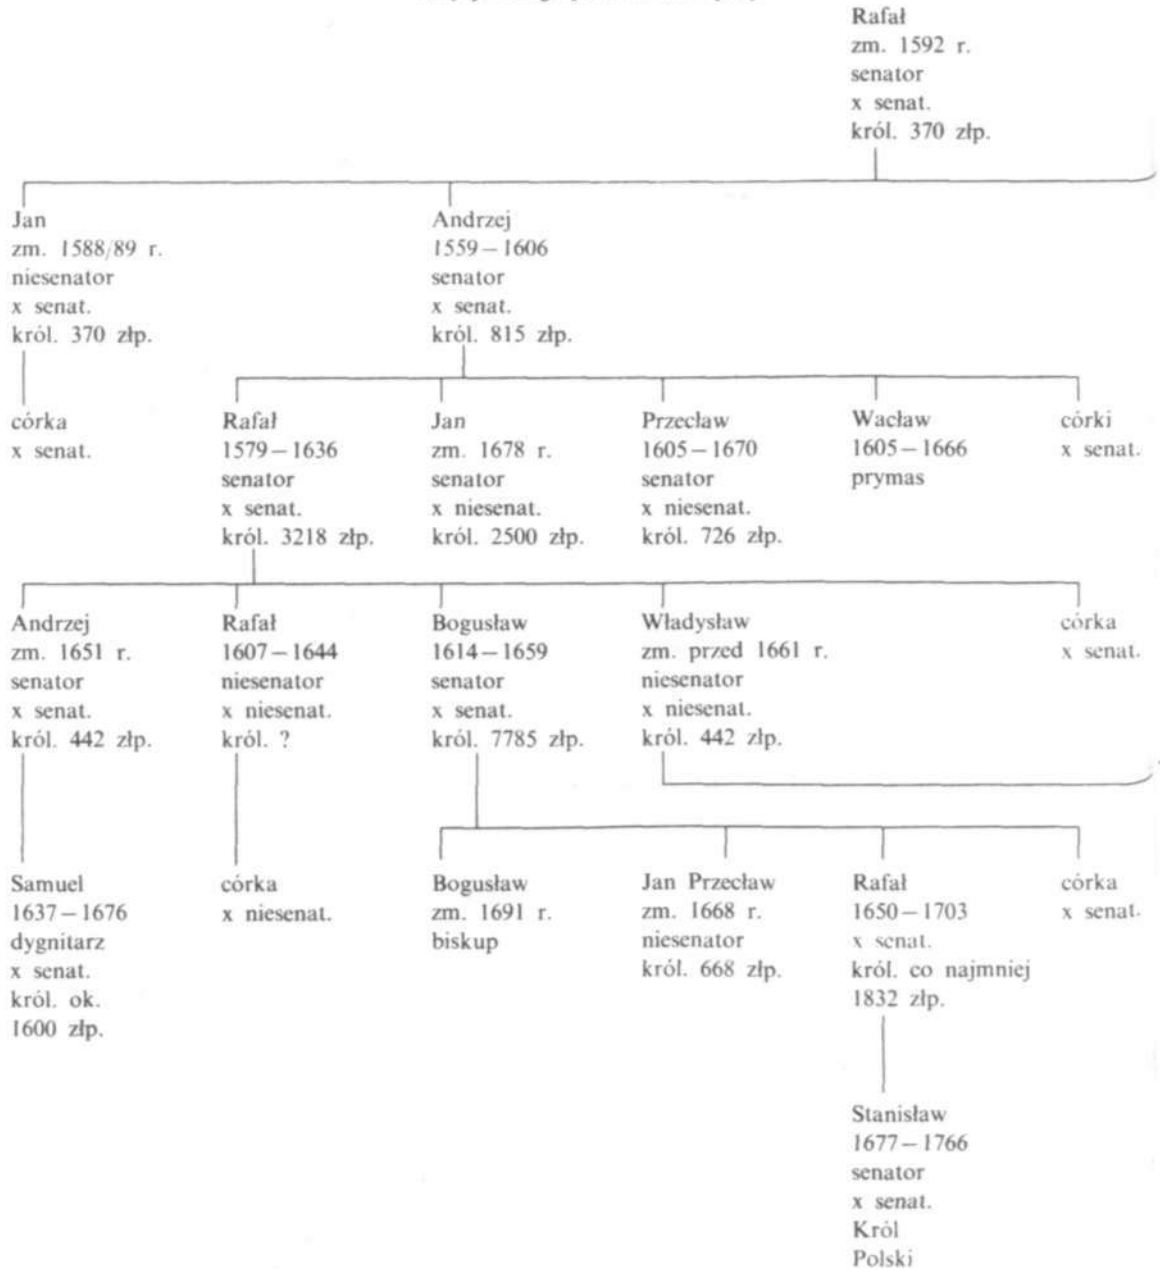 Rafał
zm. 1592 r.
senator
x senat.
król. 370 złp.
Jan
zm. 1588/89 r.
niesenator
x senat.
król. 370 złp.
Andrzej
1559–1606
senator
x senat.
król. 815 złp.
córka
x senat.
Rafał
1579–1636
senator
x senat.
król. 3218 złp.
Jan
zm. 1678 r.
senator
x niesenat.
król. 2500 złp.
Przecław
1605–1670
senator
x niesenat.
król. 726 złp.
Wacław
1605–1666
prymas
córki
x senat.
Andrzej
zm. 1651 r.
senator
x senat.
król. 442 złp.
Rafał
1607–1644
niesenator
x niesenat.
król. ?
Bogusław
1614–1659
senator
x senat.
król. 7785 złp.
Władysław
zm. przed 1661 r.
niesenator
x niesenat.
król. 442 złp.
córka
x senat.
Samuel
1637–1676
dygnitarz
x senat.
król. ok.
1600 złp.
córka
x niesenat.
Bogusław
zm. 1691 r.
biskup
Jan Przecław
zm. 1668 r.
niesenator
król. 668 złp.
Rafał
1650–1703
x senat.
król. co najmniej
1832 złp.
córka
x senat.
Stanisław
1677–1766
senator
x senat.
Król
Polski